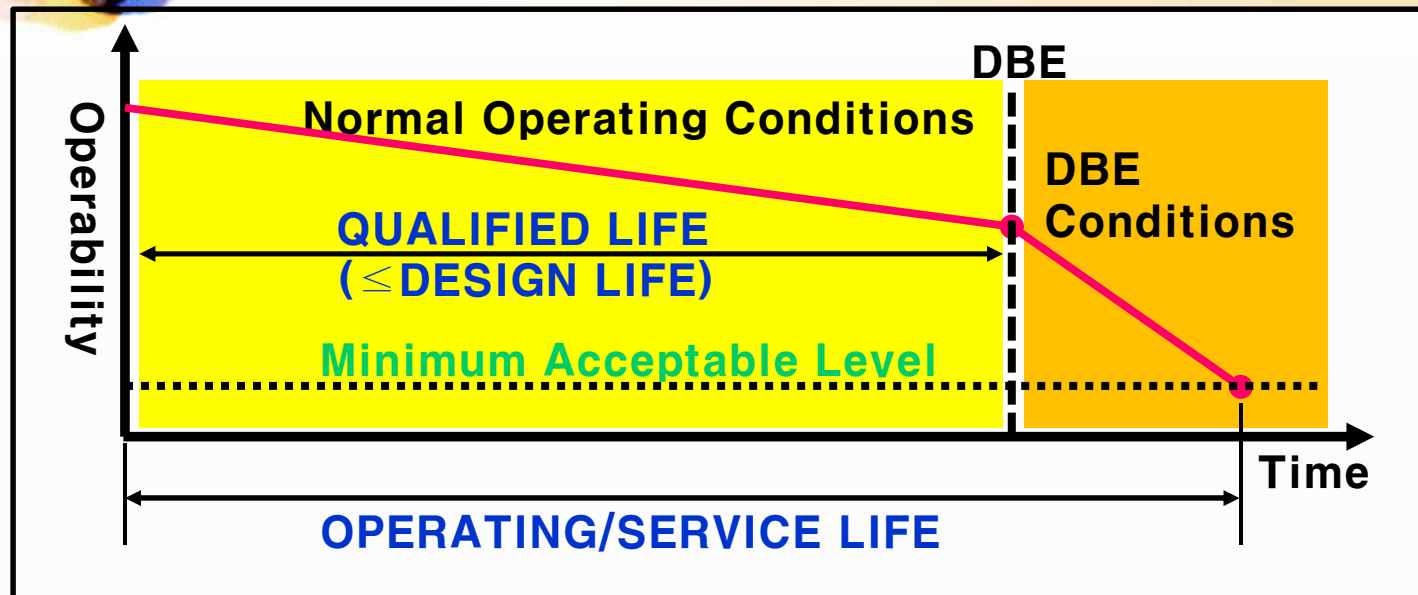 DBE
Operability
Normal Operating Conditions
DBE
Conditions
QUALIFIED LIFE
(≤DESIGN LIFE)
Minimum Acceptable Level
Time
OPERATING/SERVICE LIFE